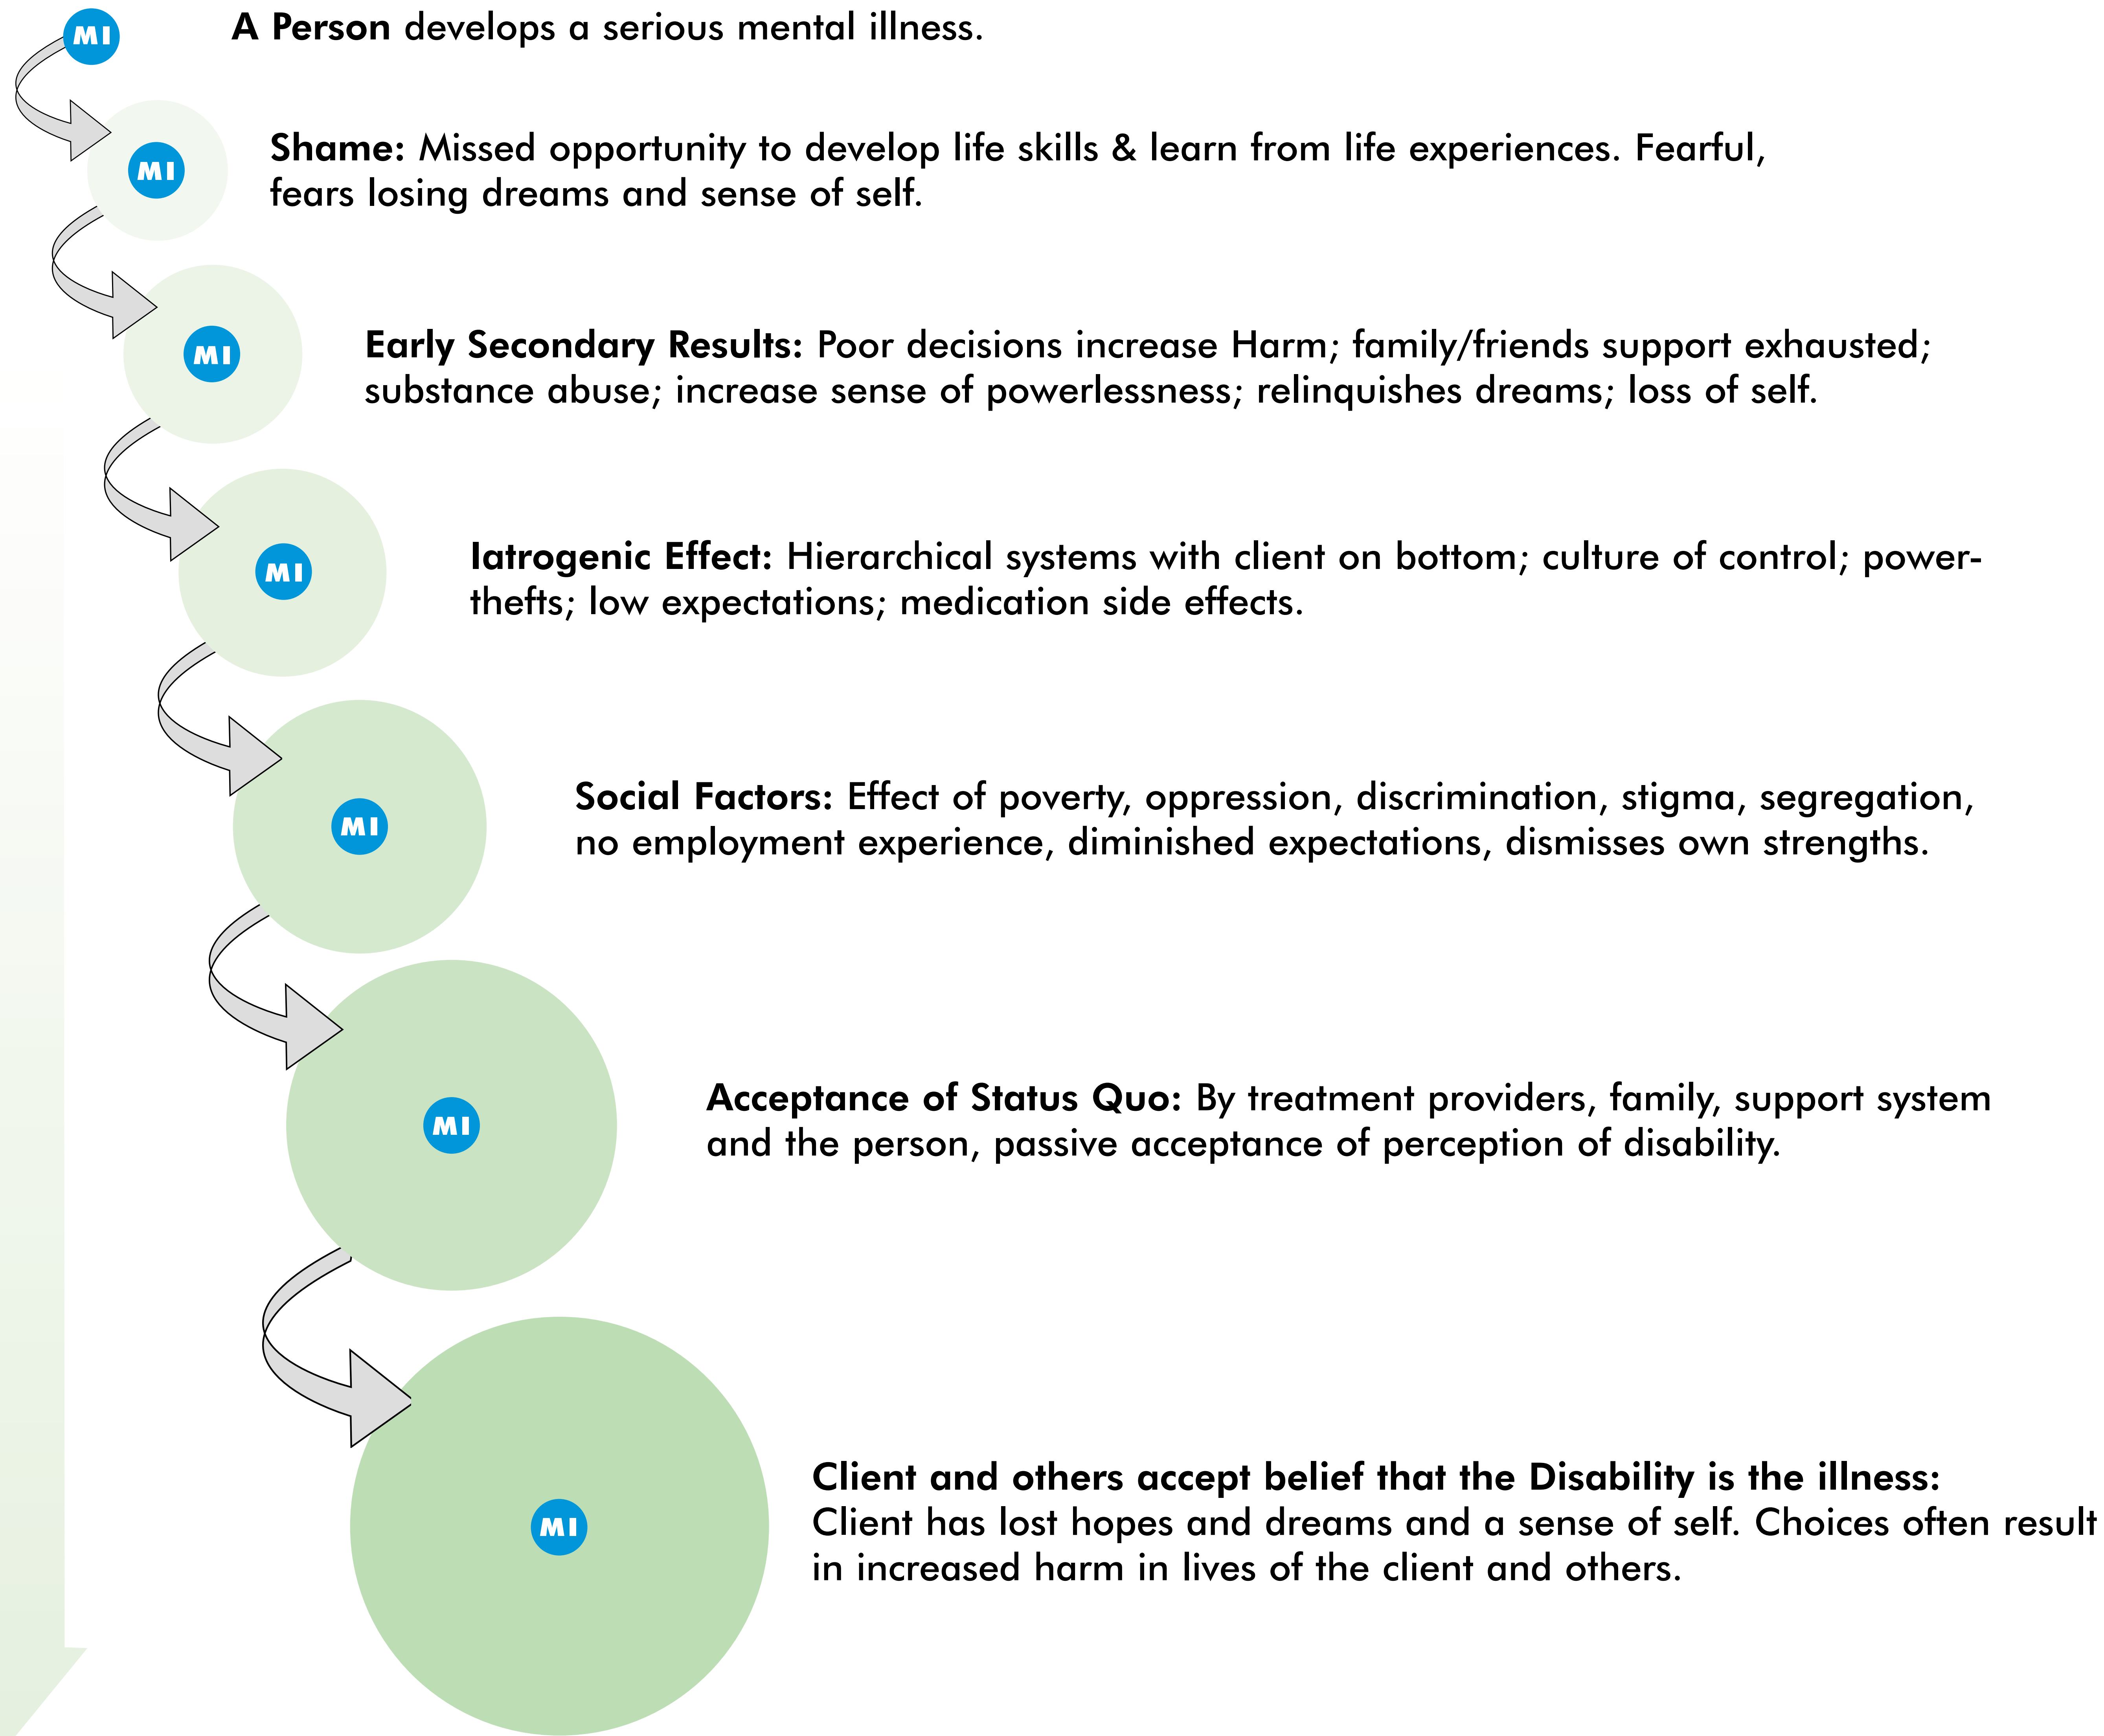 MI
A Person develops a serious mental illness.
MI
Shame: Missed opportunity to develop life skills & learn from life experiences. Fearful,
fears losing dreams and sense of self.
MI
Early Secondary Results: Poor decisions increase Harm; family/friends support exhausted;
substance abuse; increase sense of powerlessness; relinquishes dreams; loss of self.
MI
Iatrogenic Effect: Hierarchical systems with client on bottom; culture of control; power-
thefts; low expectations; medication side effects.
MI
Social Factors: Effect of poverty, oppression, discrimination, stigma, segregation,
no employment experience, diminished expectations, dismisses own strengths.
MI
Acceptance of Status Quo: By treatment providers, family, support system
and the person, passive acceptance of perception of disability.
MI
Client and others accept belief that the Disability is the illness:
Client has lost hopes and dreams and a sense of self. Choices often result
in increased harm in lives of the client and others.